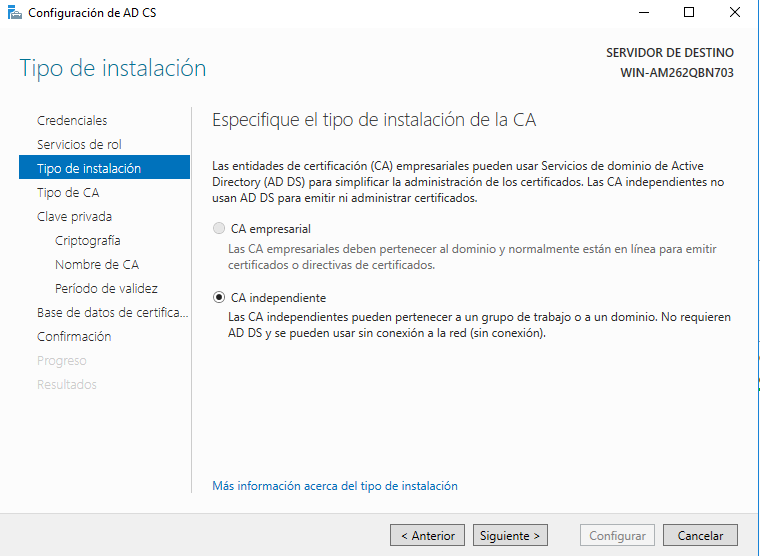 Configuración de AD CS
Tipo de instalación
SERVIDOR DE DESTINO
WIN-AM262QBN703
Credenciales
Servicios de rol
Tipo de instalación
Tipo de CA
Clave privada
Criptografía
Nombre de CA
Período de validez
Base de datos de certifica...
Confirmación
Progreso
Resultados
Especifique el tipo de instalación de la CA
Las entidades de certificación (CA) empresariales pueden usar Servicios de dominio de Active
Directory (AD DS) para simplificar la administración de los certificados. Las CA independientes no
usan AD DS para emitir ni administrar certificados.
CA empresarial
Las CA empresariales deben pertenecer al dominio y normalmente están en línea para emitir
certificados o directivas de certificados.
CA independiente
Las CA independientes pueden pertenecer a un grupo de trabajo o a un dominio. No requieren
AD DS y se pueden usar sin conexión a la red (sin conexión).
Más información acerca del tipo de instalación
< Anterior
Siguiente >
Configurar
Cancelar